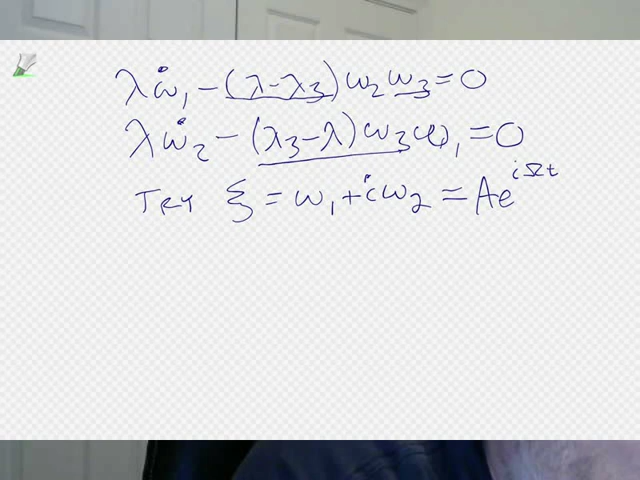 λω̇₁ − (λ−λ₃)ω₂ω₃ = 0
λω̇₂ − (λ₃−λ)ω₃ω₁ = 0
TRY ξ = ω₁ + iω₂ = Ae^{iΩt}